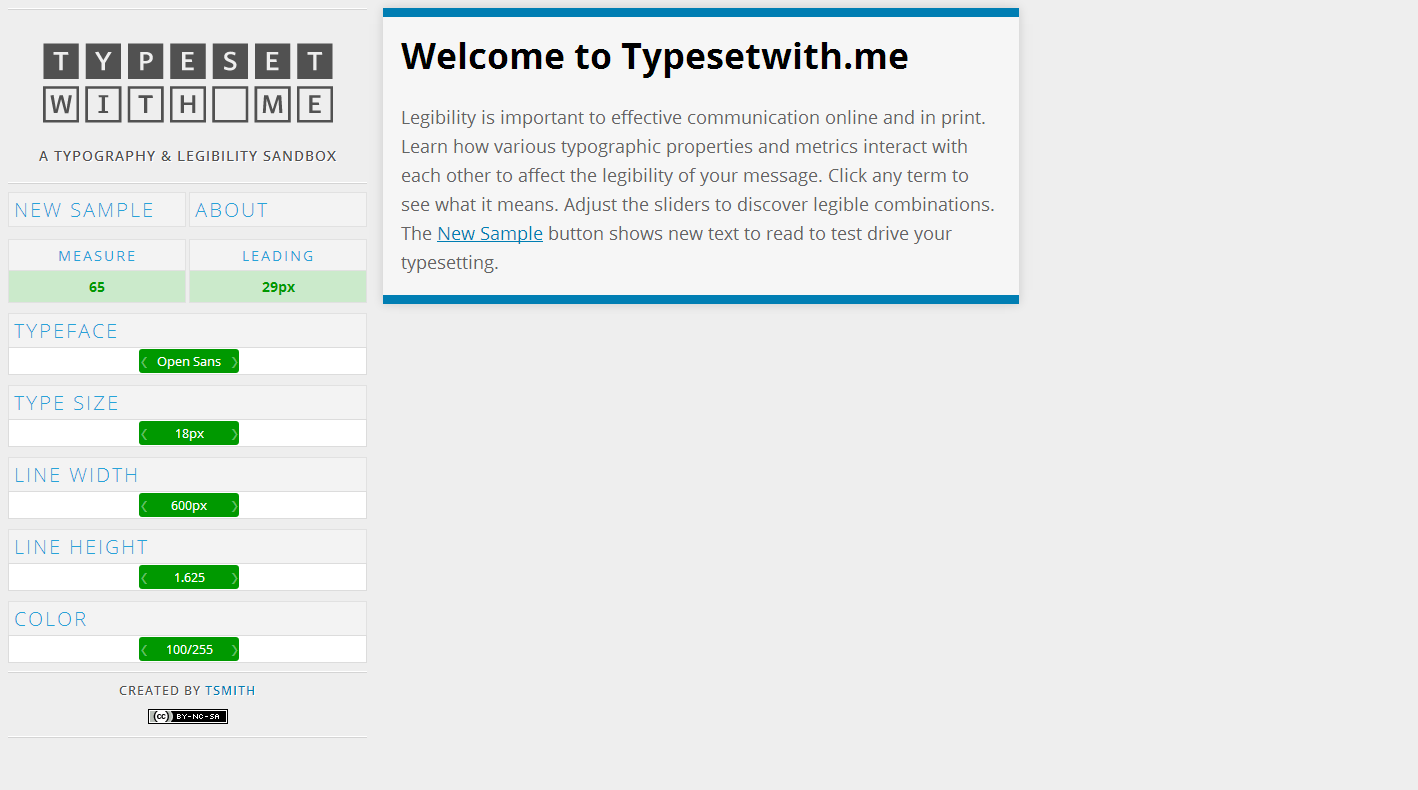 TYPESET
WITH ME
A TYPOGRAPHY & LEGIBILITY SANDBOX
NEW SAMPLE
ABOUT
MEASURE
LEADING
65
29px
TYPEFACE
Open Sans
TYPE SIZE
18px
LINE WIDTH
600px
LINE HEIGHT
1.625
COLOR
100/255
CREATED BY TSMITH
cc BY-NC-SA
Welcome to Typesetwith.me
Legibility is important to effective communication online and in print.
Learn how various typographic properties and metrics interact with
each other to affect the legibility of your message. Click any term to
see what it means. Adjust the sliders to discover legible combinations.
The New Sample button shows new text to read to test drive your
typesetting.